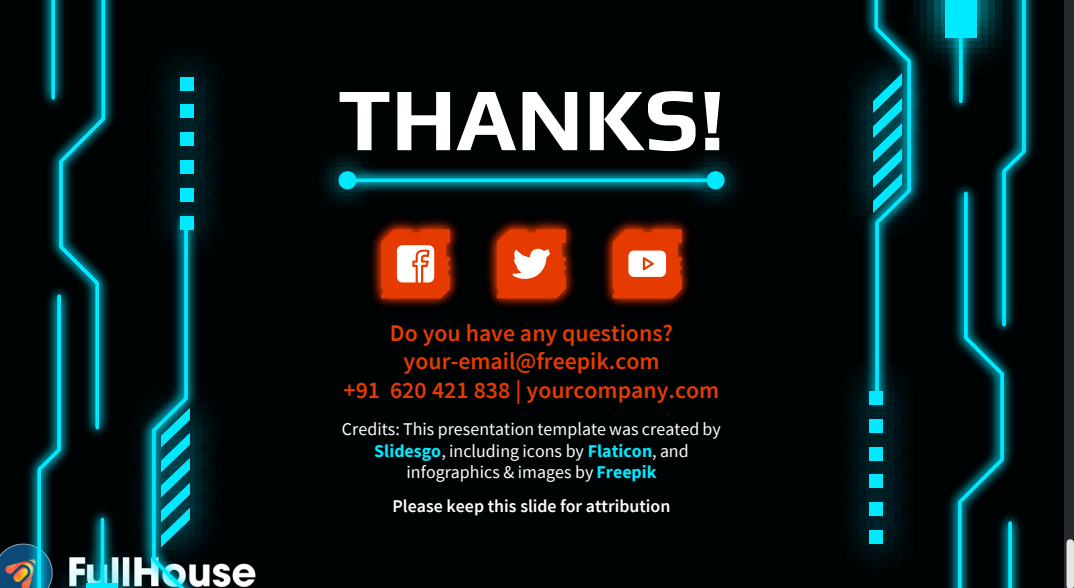 THANKS!
Do you have any questions?
your-email@freepik.com
+91  620 421 838 | yourcompany.com
Credits: This presentation template was created by
Slidesgo, including icons by Flaticon, and
infographics & images by Freepik
Please keep this slide for attribution
FullHouse